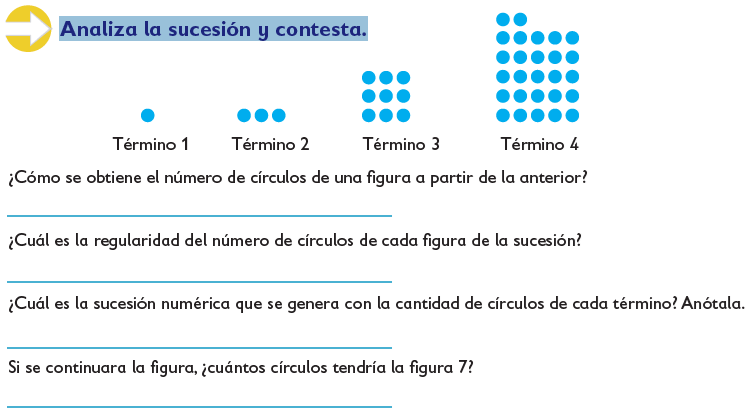 Analiza la sucesión y contesta.
Término 1 Término 2 Término 3 Término 4
¿Cómo se obtiene el número de círculos de una figura a partir de la anterior?
¿Cuál es la regularidad del número de círculos de cada figura de la sucesión?
¿Cuál es la sucesión numérica que se genera con la cantidad de círculos de cada término? Anótala.
Si se continuara la figura, ¿cuántos círculos tendría la figura 7?